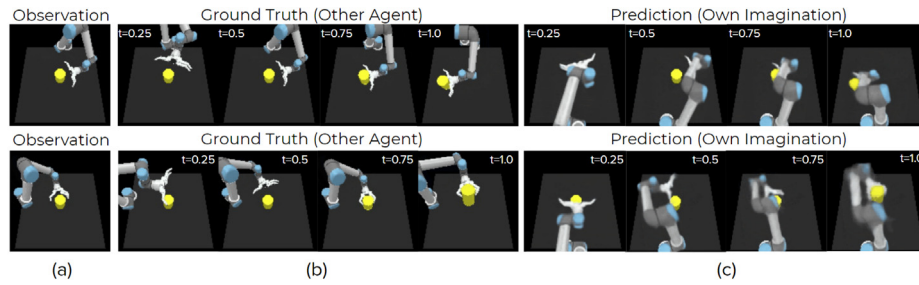 Observation Ground Truth (Other Agent) Prediction (Own Imagination)
t=0.25 t=0.5 t=0.75 t=1.0 t=0.25 t=0.5 t=0.75 t=1.0
Observation Ground Truth (Other Agent) Prediction (Own Imagination)
t=0.25 t=0.5 t=0.75 t=1.0 t=0.25 t=0.5 t=0.75 t=1.0
(a) (b) (c)